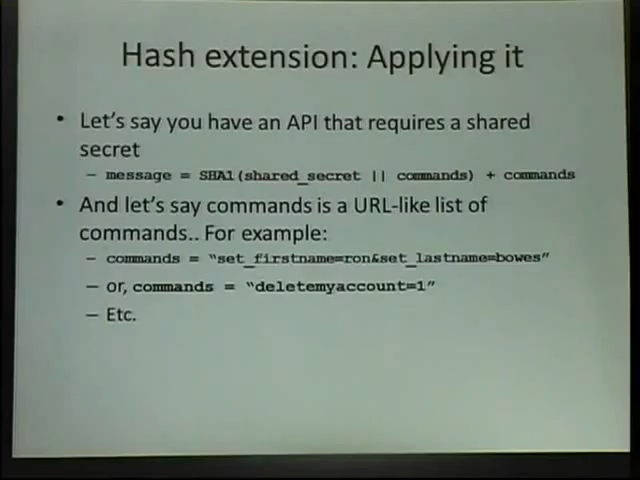 Hash extension: Applying it
• Let's say you have an API that requires a shared
secret
– message = SHA1(shared_secret || commands) + commands
• And let's say commands is a URL-like list of
commands.. For example:
– commands = "set_firstname=ron&set_lastname=bowes"
– or, commands = "deletemyaccount=1"
– Etc.